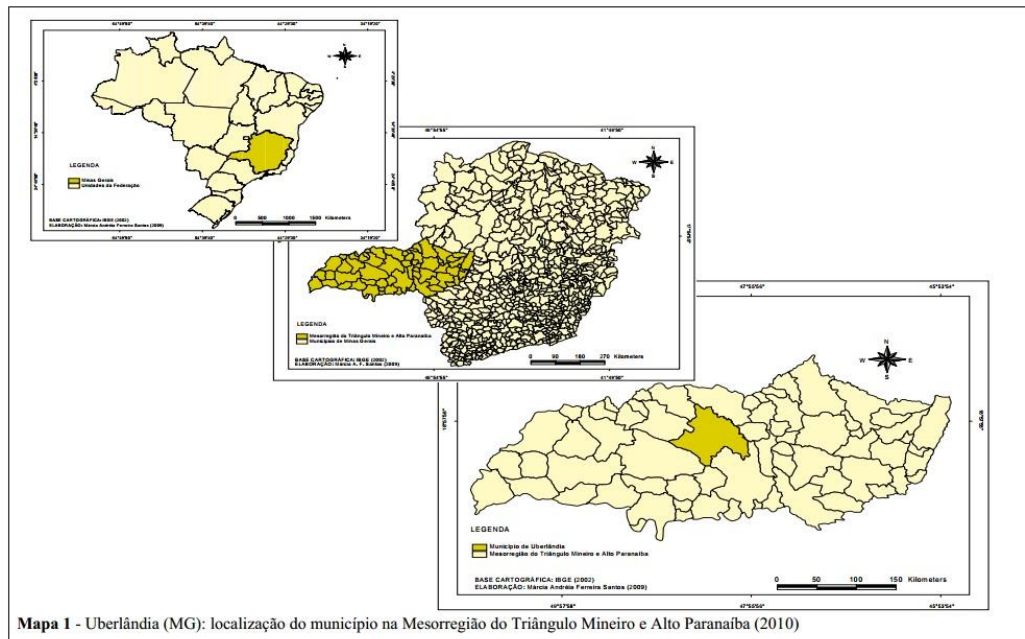 N
W E
S
LEGENDA
Minas Gerais
Unidades da Federação
0 500 1000 1500 Kilometers
BASE CARTOGRÁFICA: IBGE (2002)
ELABORAÇÃO: Márcia Andréia Ferreira Santos (2009)
N
W E
S
LEGENDA
Mesorregião do Triângulo Mineiro e Alto Paranaíba
Municípios de Minas Gerais
0 90 180 270 Kilometers
BASE CARTOGRÁFICA: IBGE (2002)
ELABORAÇÃO: Márcia A. F. Santos (2009)
N
W E
S
LEGENDA
Município de Uberlândia
Mesorregião do Triângulo Mineiro e Alto Paranaíba
BASE CARTOGRÁFICA: IBGE (2002)
ELABORAÇÃO: Márcia Andréia Ferreira Santos (2009)
0 50 100 150 Kilometers
Mapa 1 - Uberlândia (MG): localização do município na Mesorregião do Triângulo Mineiro e Alto Paranaíba (2010)